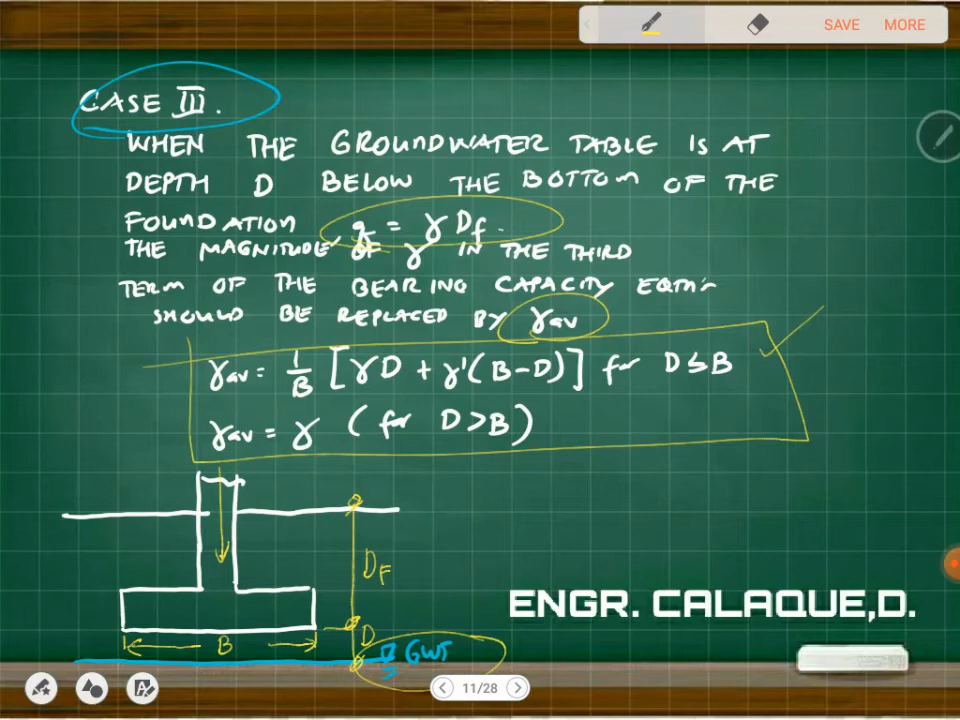 SAVE MORE
CASE III.
WHEN THE GROUNDWATER TABLE IS AT
DEPTH D BELOW THE BOTTOM OF THE
FOUNDATION, q = γ Df.
THE MAGNITUDE OF γ IN THE THIRD
TERM OF THE BEARING CAPACITY EQTN
SHOULD BE REPLACED BY γav
γav = 1/B [γD + γ'(B-D)] for D≤B
γav = γ (for D>B)
DF
ENGR. CALAQUE,D.
B
D
GWT
11/28